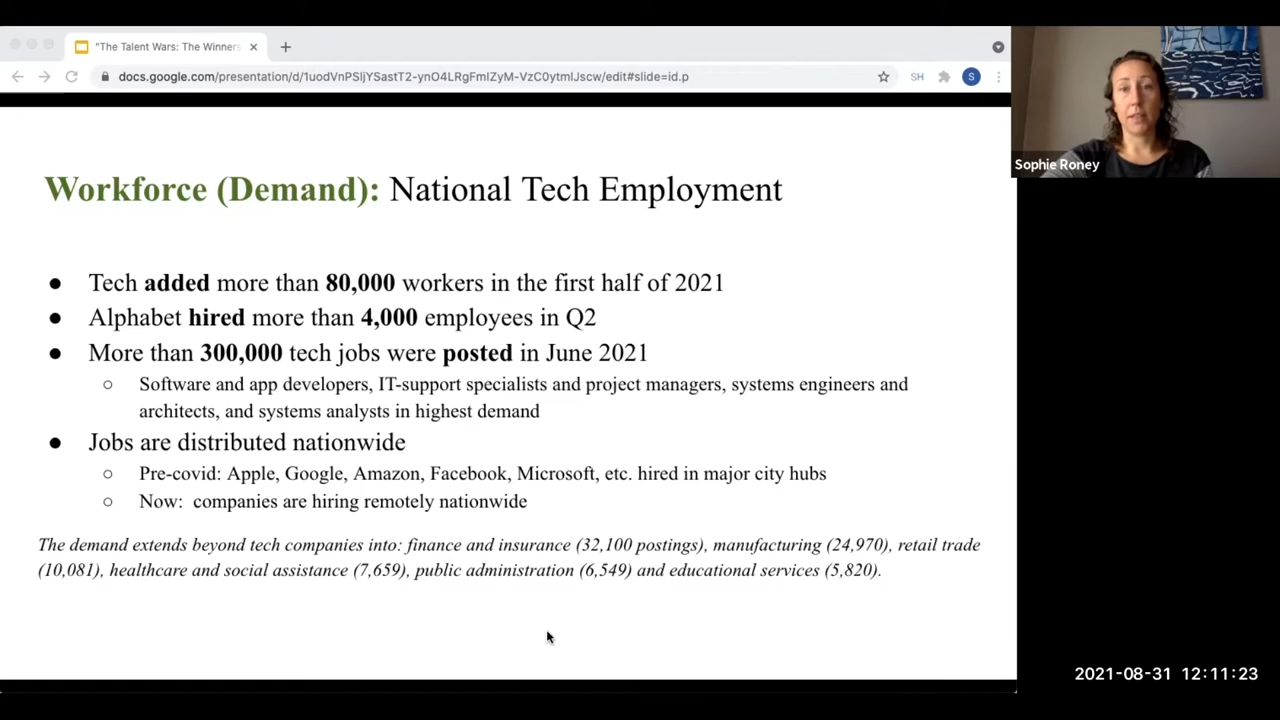 "The Talent Wars: The Winners
docs.google.com/presentation/d/1uodVnPSljYSastT2-ynO4LRgFmlZyM-VzC0ytmlJscw/edit#slide=id.p
SH
S
Sophie Roney
Workforce (Demand): National Tech Employment
● Tech added more than 80,000 workers in the first half of 2021
● Alphabet hired more than 4,000 employees in Q2
● More than 300,000 tech jobs were posted in June 2021
○ Software and app developers, IT-support specialists and project managers, systems engineers and
architects, and systems analysts in highest demand
● Jobs are distributed nationwide
○ Pre-covid: Apple, Google, Amazon, Facebook, Microsoft, etc. hired in major city hubs
○ Now: companies are hiring remotely nationwide
The demand extends beyond tech companies into: finance and insurance (32,100 postings), manufacturing (24,970), retail trade
(10,081), healthcare and social assistance (7,659), public administration (6,549) and educational services (5,820).
2021-08-31 12:11:23